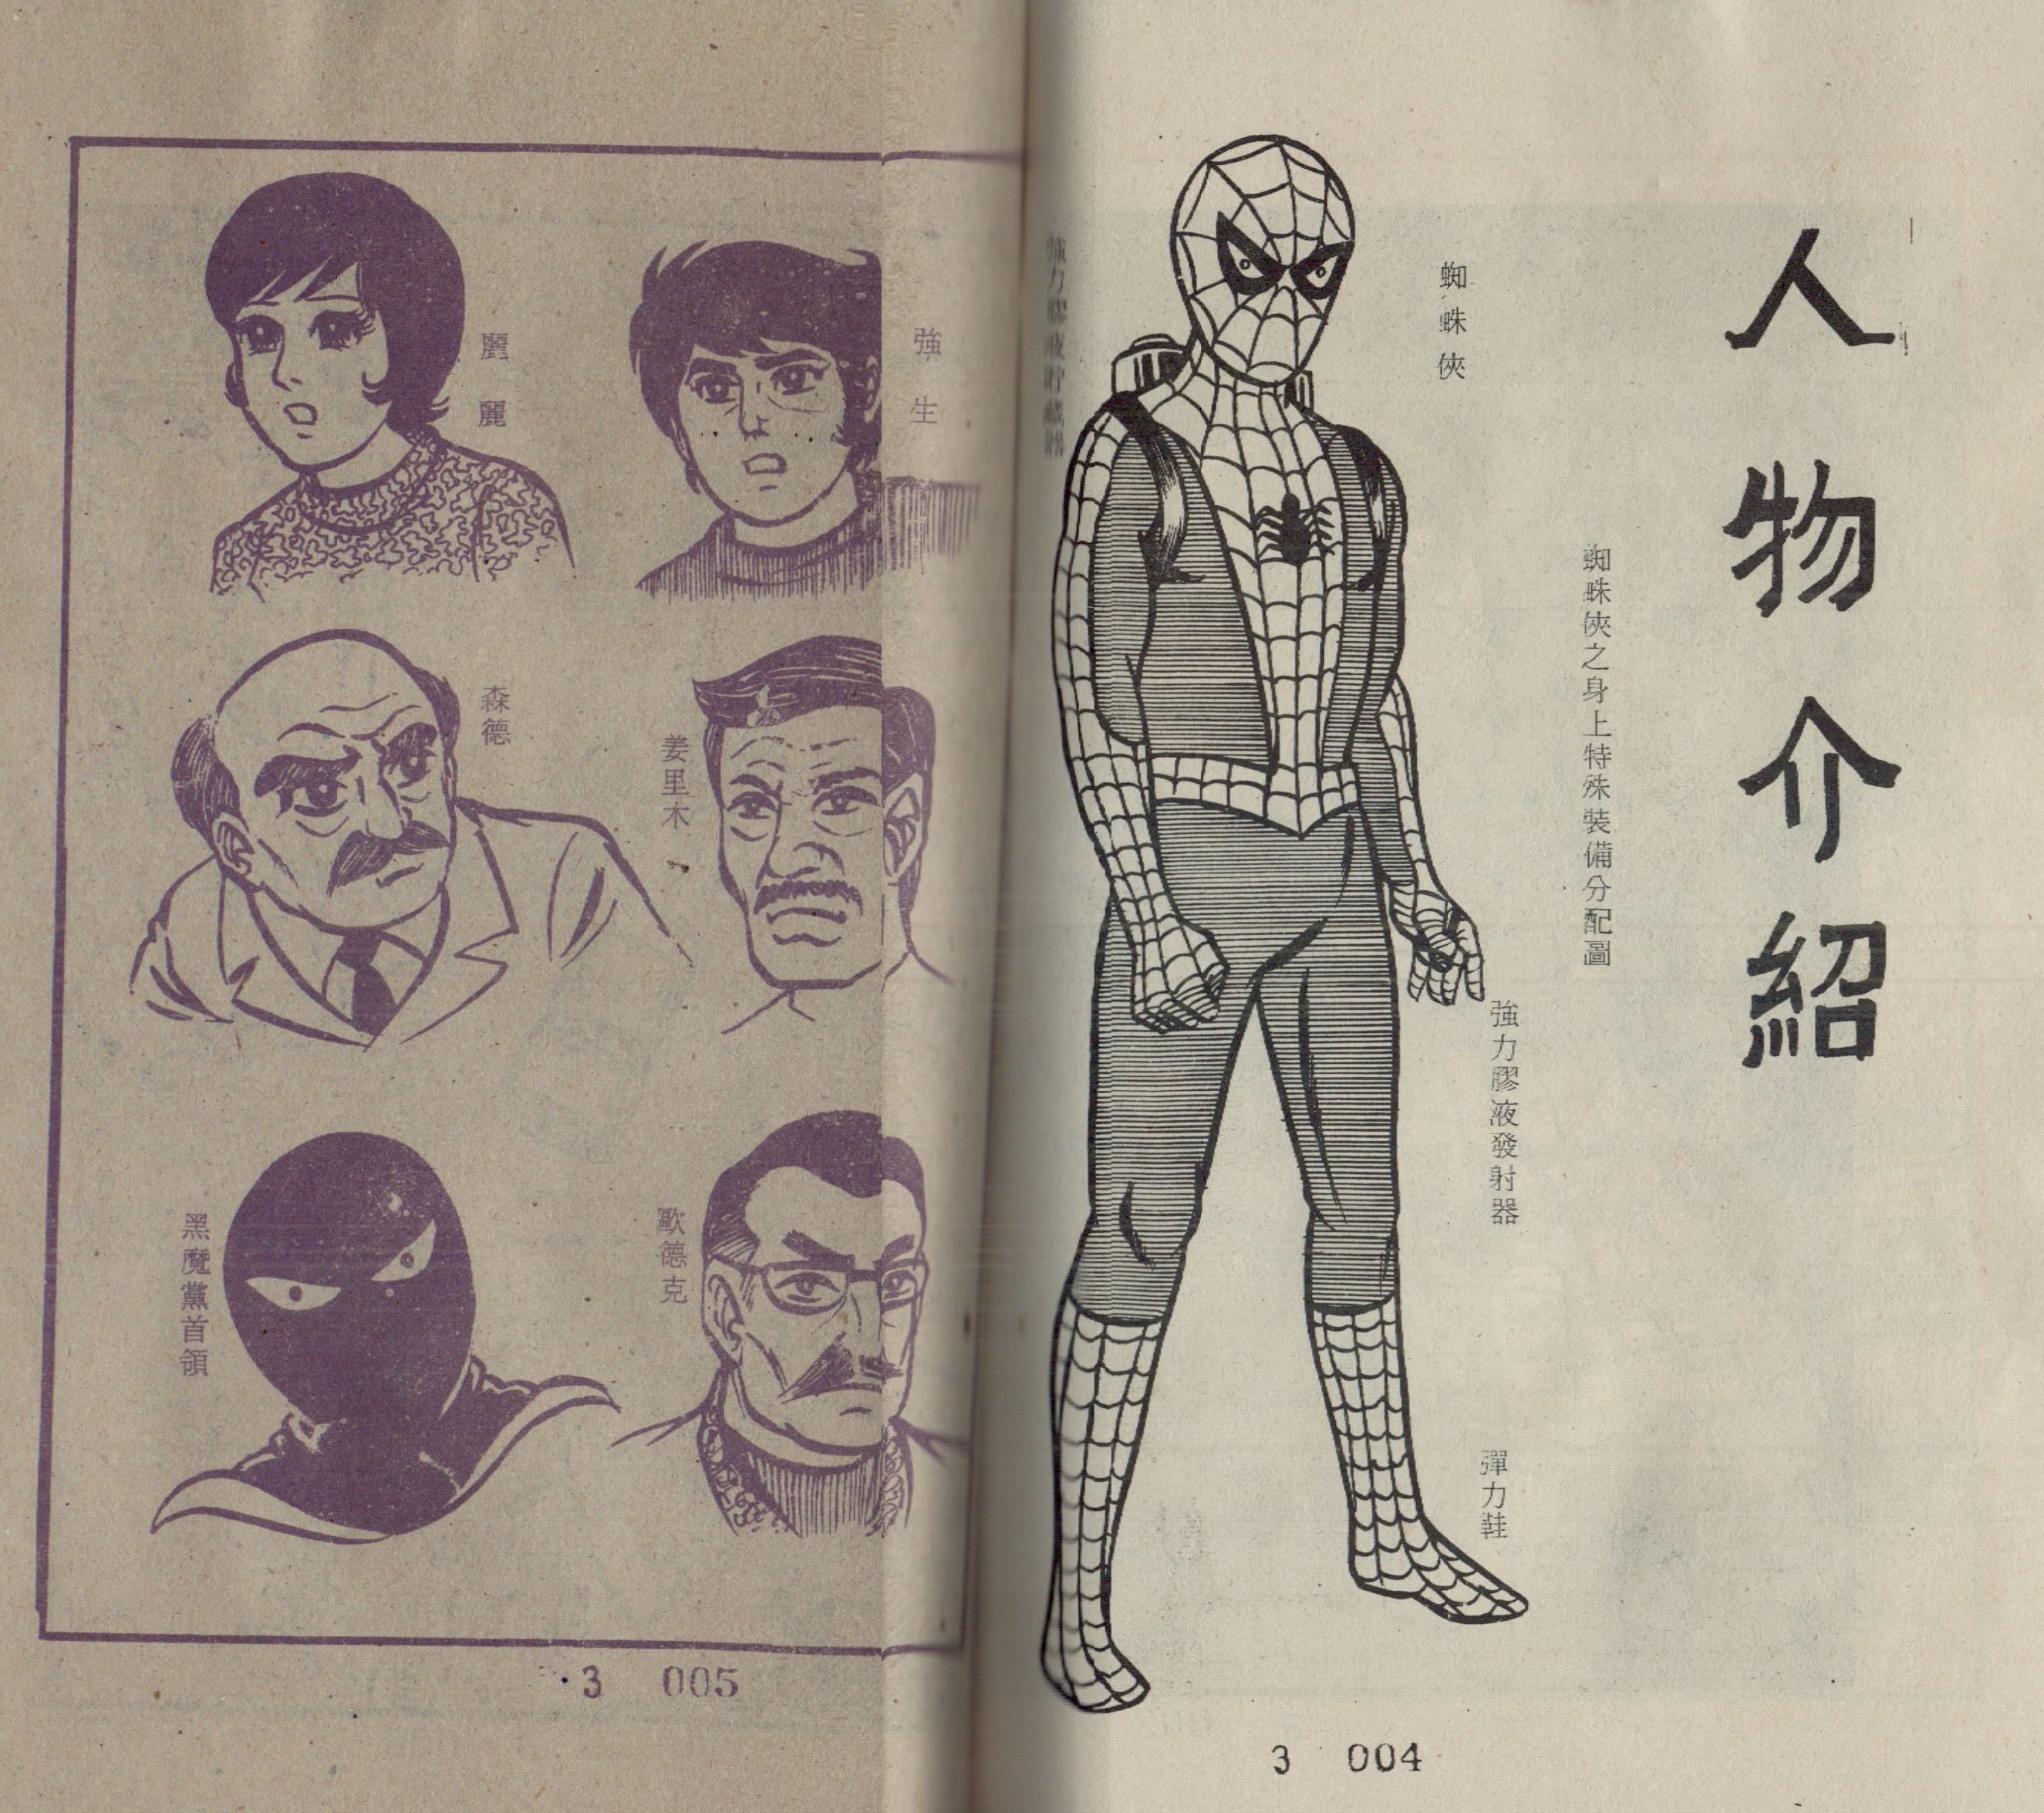 人物介紹
蜘蛛俠之身上特殊裝備分配圖
蜘蛛俠
強力膠液發射器
彈力鞋
強力膠液貯藏器
3 004
強生
麗麗
姜里木
森德
歐德克
黑魔黨首領
3 005